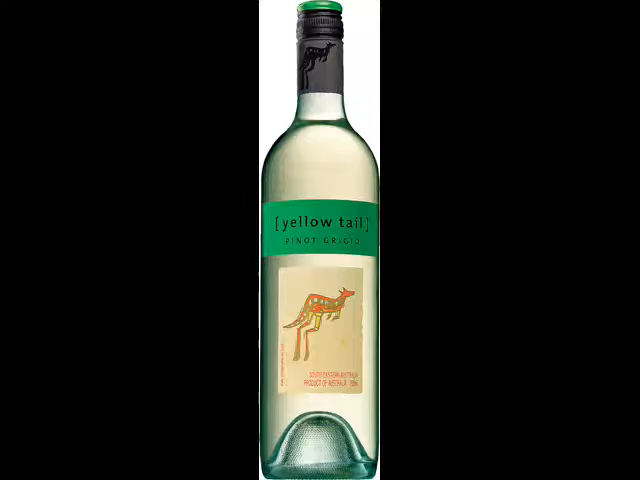 [ yellow tail ]
PINOT GRIGIO
SOUTH EASTERN AUSTRALIA
PRODUCT OF AUSTRALIA